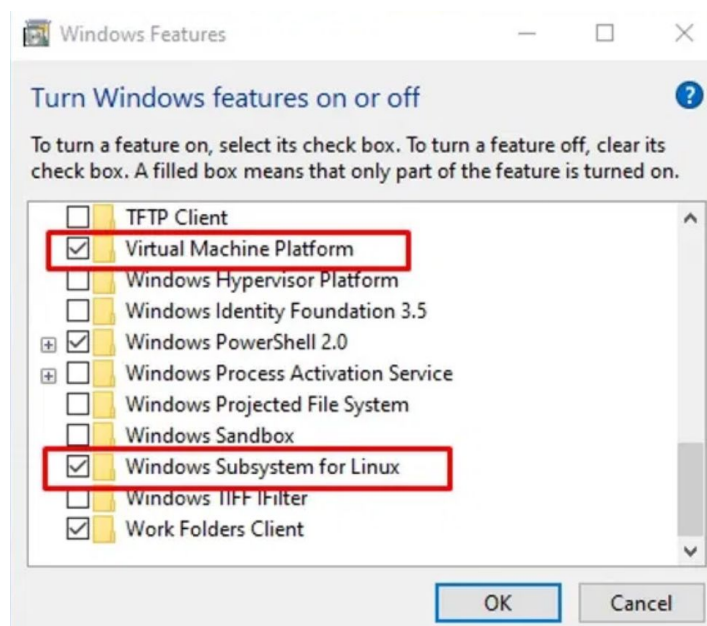 Windows Features
Turn Windows features on or off
To turn a feature on, select its check box. To turn a feature off, clear its
check box. A filled box means that only part of the feature is turned on.
TFTP Client
Virtual Machine Platform
Windows Hypervisor Platform
Windows Identity Foundation 3.5
Windows PowerShell 2.0
Windows Process Activation Service
Windows Projected File System
Windows Sandbox
Windows Subsystem for Linux
Windows TIFF IFilter
Work Folders Client
OK Cancel